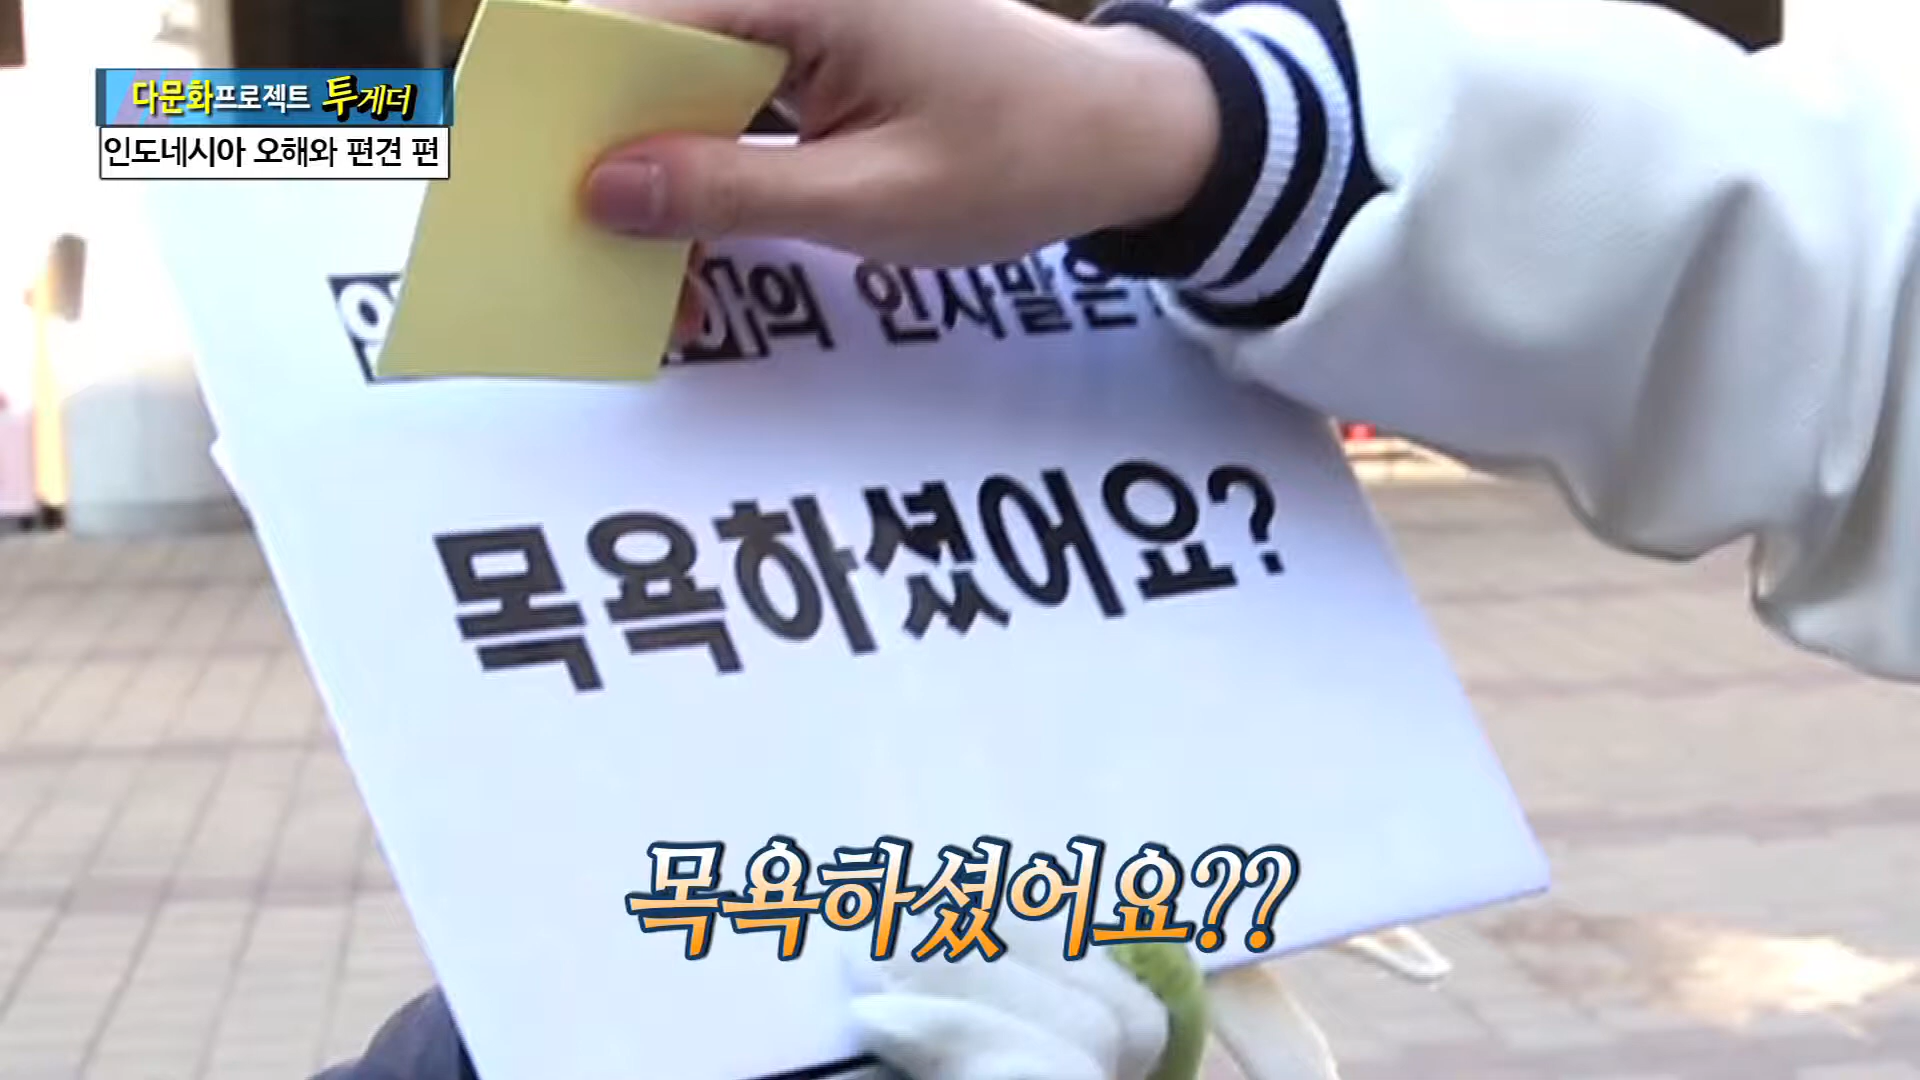 다문화프로젝트 투게더
인도네시아 오해와 편견 편
의 인사말은?
목욕하셨어요?
목욕하셨어요??